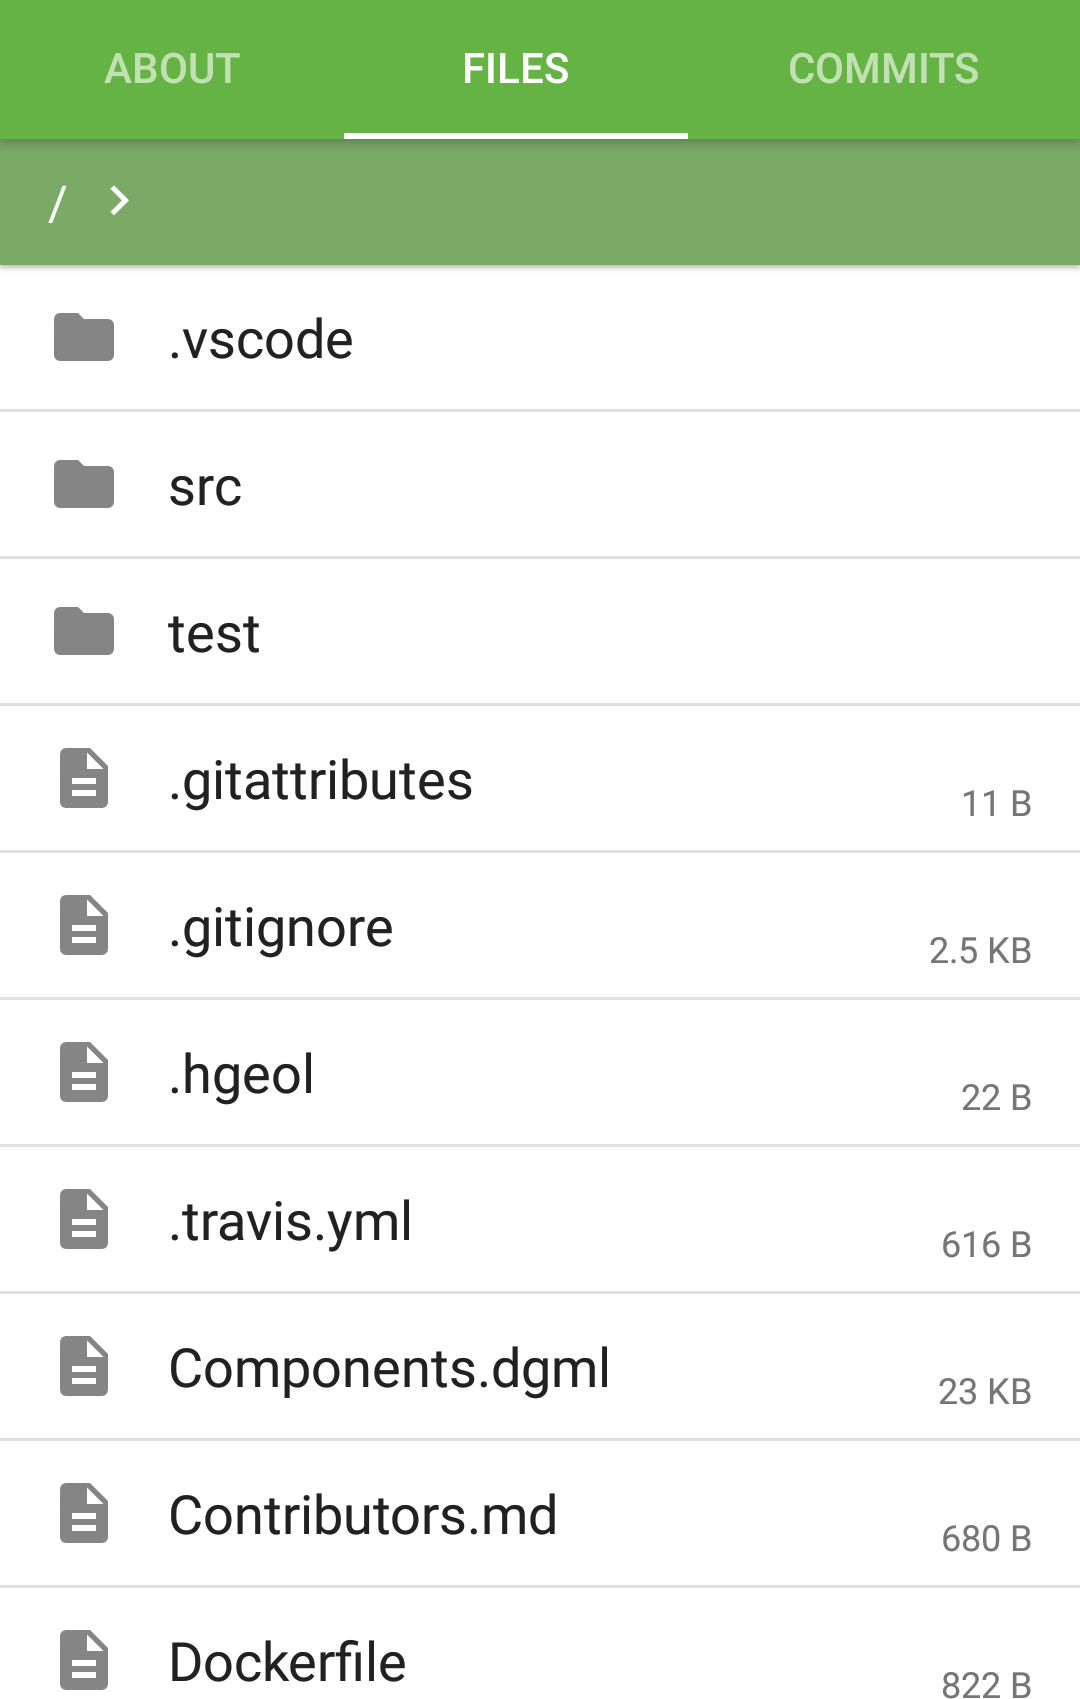 ABOUT FILES COMMITS
/
.vscode
src
test
.gitattributes 11 B
.gitignore 2.5 KB
.hgeol 22 B
.travis.yml 616 B
Components.dgml 23 KB
Contributors.md 680 B
Dockerfile 822 B